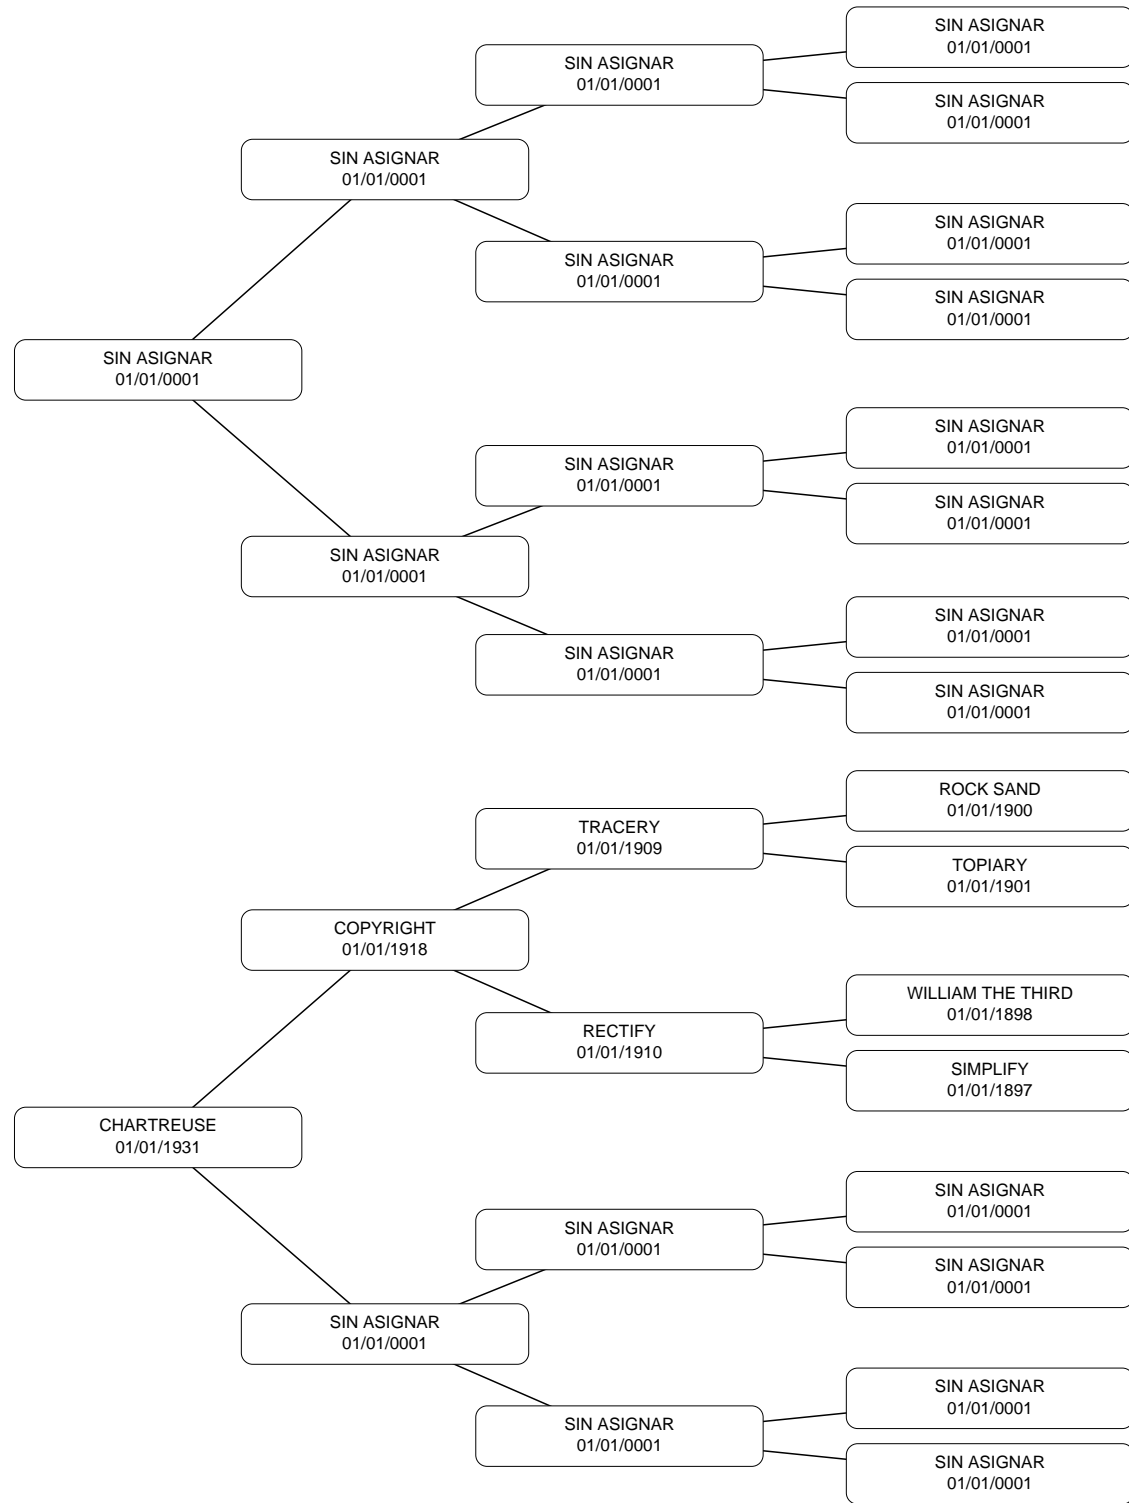 SIN ASIGNAR
01/01/0001
SIN ASIGNAR
01/01/0001
SIN ASIGNAR
01/01/0001
SIN ASIGNAR
01/01/0001
SIN ASIGNAR
01/01/0001
SIN ASIGNAR
01/01/0001
SIN ASIGNAR
01/01/0001
SIN ASIGNAR
01/01/0001
SIN ASIGNAR
01/01/0001
SIN ASIGNAR
01/01/0001
SIN ASIGNAR
01/01/0001
SIN ASIGNAR
01/01/0001
SIN ASIGNAR
01/01/0001
SIN ASIGNAR
01/01/0001
SIN ASIGNAR
01/01/0001
ROCK SAND
01/01/1900
TRACERY
01/01/1909
TOPIARY
01/01/1901
COPYRIGHT
01/01/1918
WILLIAM THE THIRD
01/01/1898
RECTIFY
01/01/1910
SIMPLIFY
01/01/1897
CHARTREUSE
01/01/1931
SIN ASIGNAR
01/01/0001
SIN ASIGNAR
01/01/0001
SIN ASIGNAR
01/01/0001
SIN ASIGNAR
01/01/0001
SIN ASIGNAR
01/01/0001
SIN ASIGNAR
01/01/0001
SIN ASIGNAR
01/01/0001